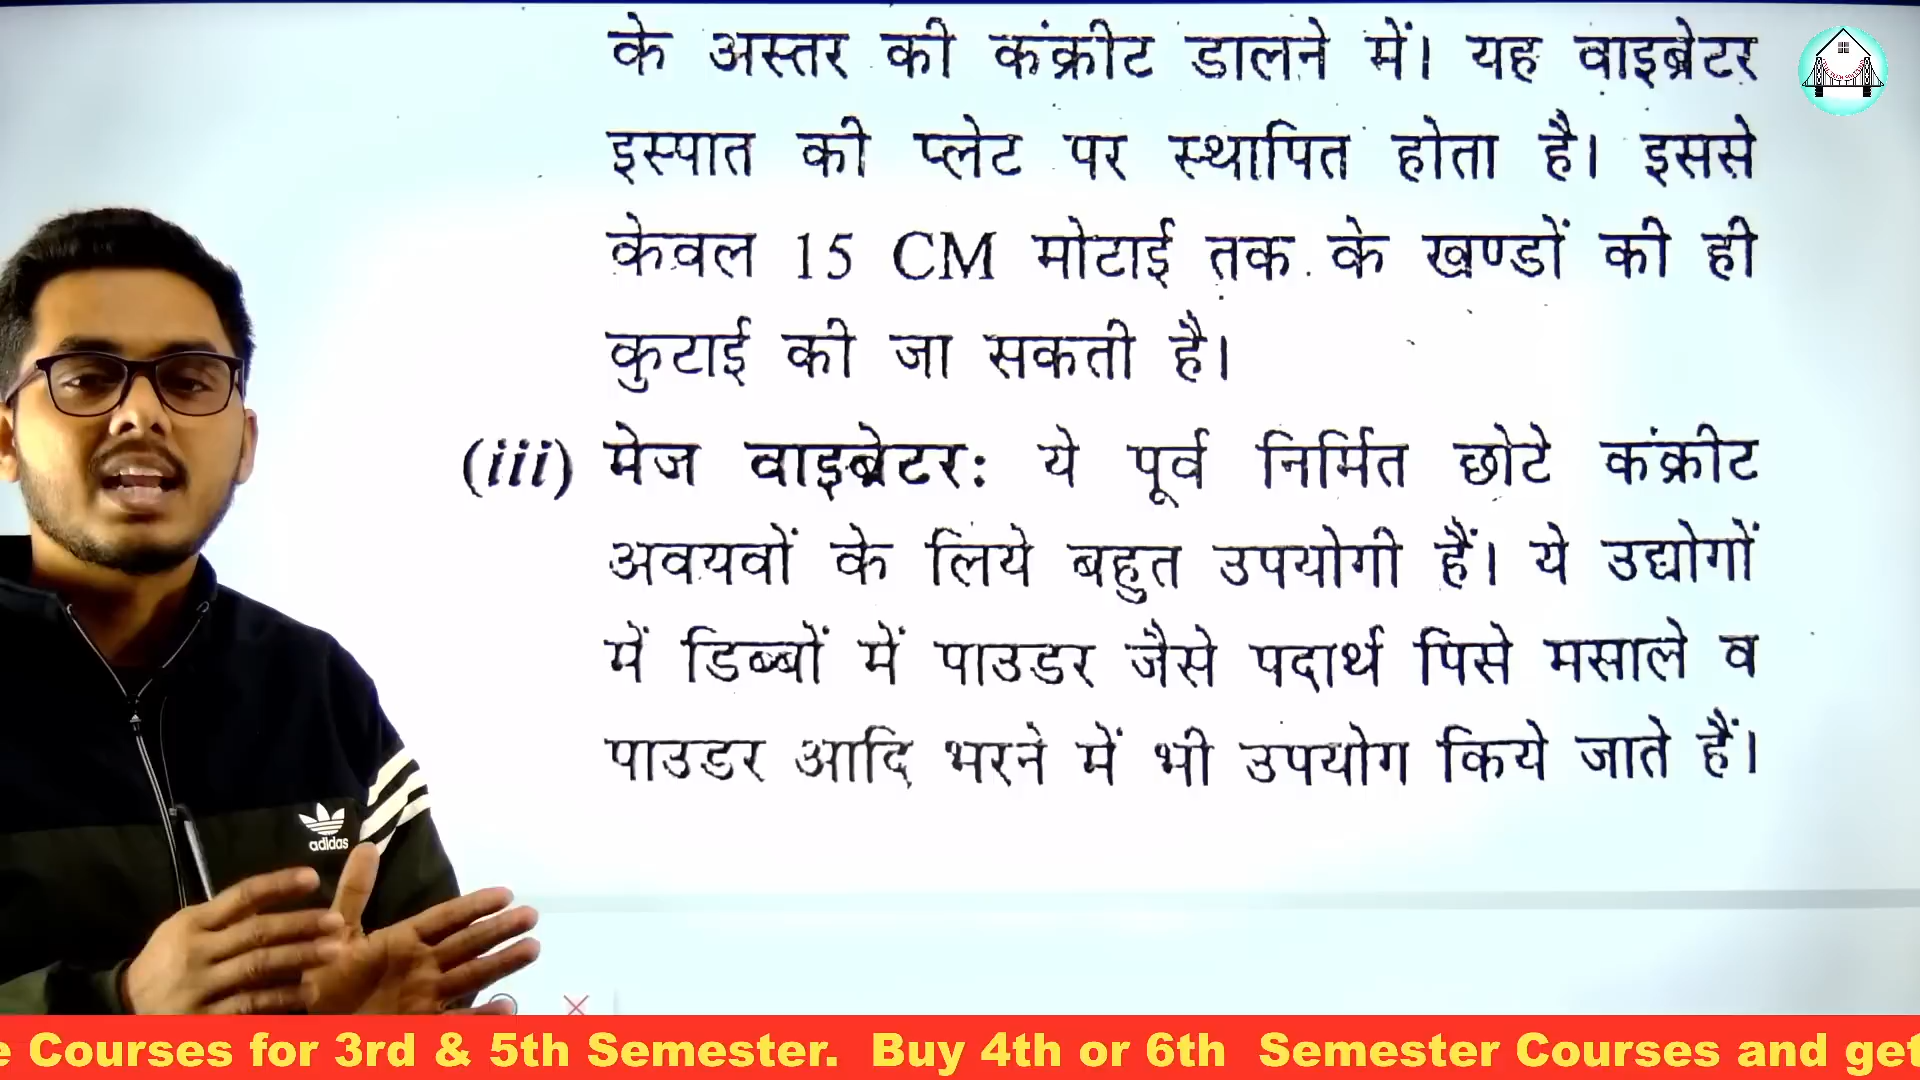 के अस्तर की कंक्रीट डालने में। यह वाइब्रेटर
इस्पात की प्लेट पर स्थापित होता है। इससे
केवल 15 CM मोटाई तक के खण्डों की ही
कुटाई की जा सकती है।
(iii) मेज वाइब्रेटर: ये पूर्व निर्मित छोटे कंक्रीट
अवयवों के लिये बहुत उपयोगी हैं। ये उद्योगों
में डिब्बों में पाउडर जैसे पदार्थ पिसे मसाले व
पाउडर आदि भरने में भी उपयोग किये जाते हैं।
adidas
Courses for 3rd & 5th Semester. Buy 4th or 6th Semester Courses and get